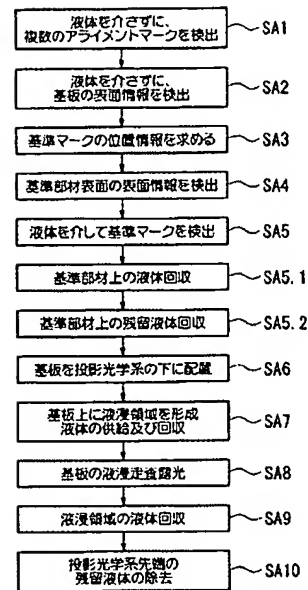 液体を介さずに、
複数のアライメントマークを検出
SA1
液体を介さずに、
基板の表面情報を検出
SA2
基準マークの位置情報を求める
SA3
基準部材表面の表面情報を検出
SA4
液体を介して基準マークを検出
SA5
基準部材上の液体回収
SA5.1
基準部材上の残留液体回収
SA5.2
基板を投影光学系の下に配置
SA6
基板上に液浸領域を形成
液体の供給及び回収
SA7
基板の液浸走査露光
SA8
液浸領域の液体回収
SA9
投影光学系先端の
残留液体の除去
SA10